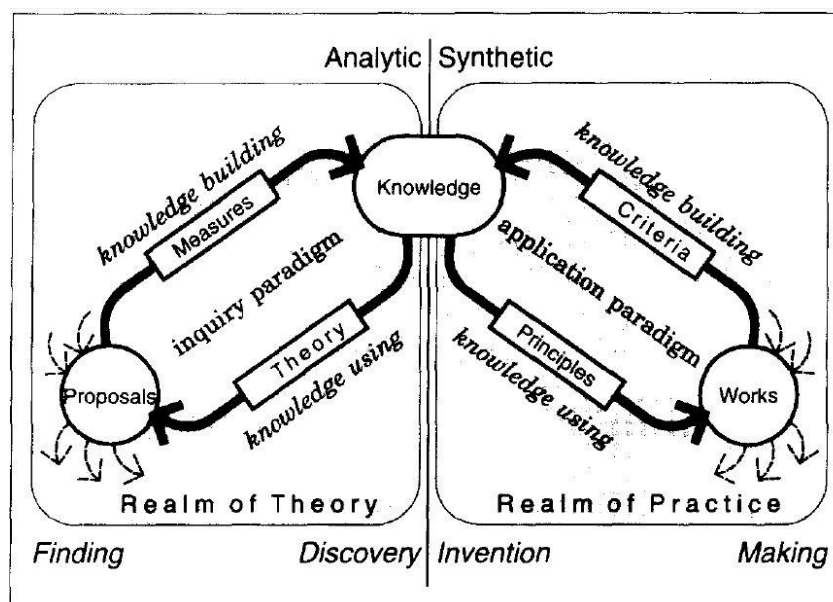 Analytic Synthetic
knowledge building
knowledge building
Knowledge
Measures
Criteria
inquiry paradigm
application paradigm
Theory
Principles
Proposals
Works
knowledge using
knowledge using
Realm of Theory
Realm of Practice
Finding
Discovery
Invention
Making